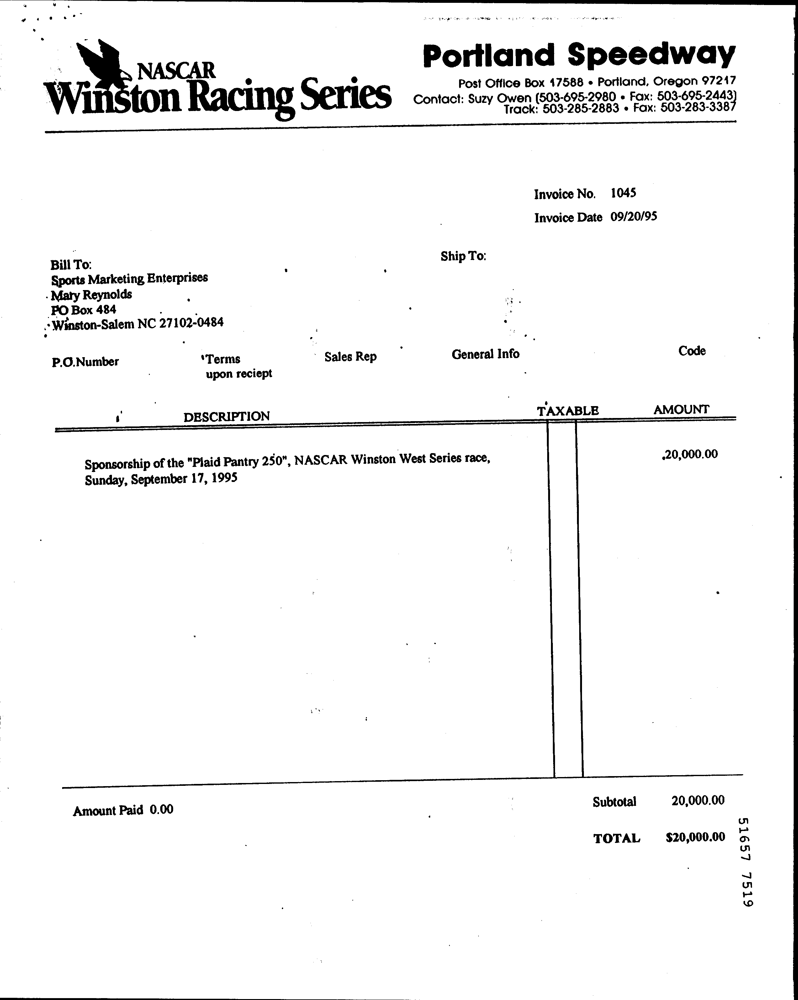 NASCAR
Winston Racing Series
Portland Speedway
Post Office Box 17588 • Portland, Oregon 97217
Contact: Suzy Owen (503-695-2980 • Fax: 503-695-2443)
Track: 503-285-2883 • Fax: 503-283-3387
Invoice No. 1045
Invoice Date 09/20/95
Bill To:
Sports Marketing Enterprises
Mary Reynolds
PO Box 484
Winston-Salem NC 27102-0484
Ship To:
P.O.Number
Terms
upon reciept
Sales Rep
General Info
Code
DESCRIPTION
TAXABLE
AMOUNT
Sponsorship of the "Plaid Pantry 250", NASCAR Winston West Series race,
Sunday, September 17, 1995
20,000.00
Amount Paid 0.00
Subtotal 20,000.00
TOTAL $20,000.00
51657 7519